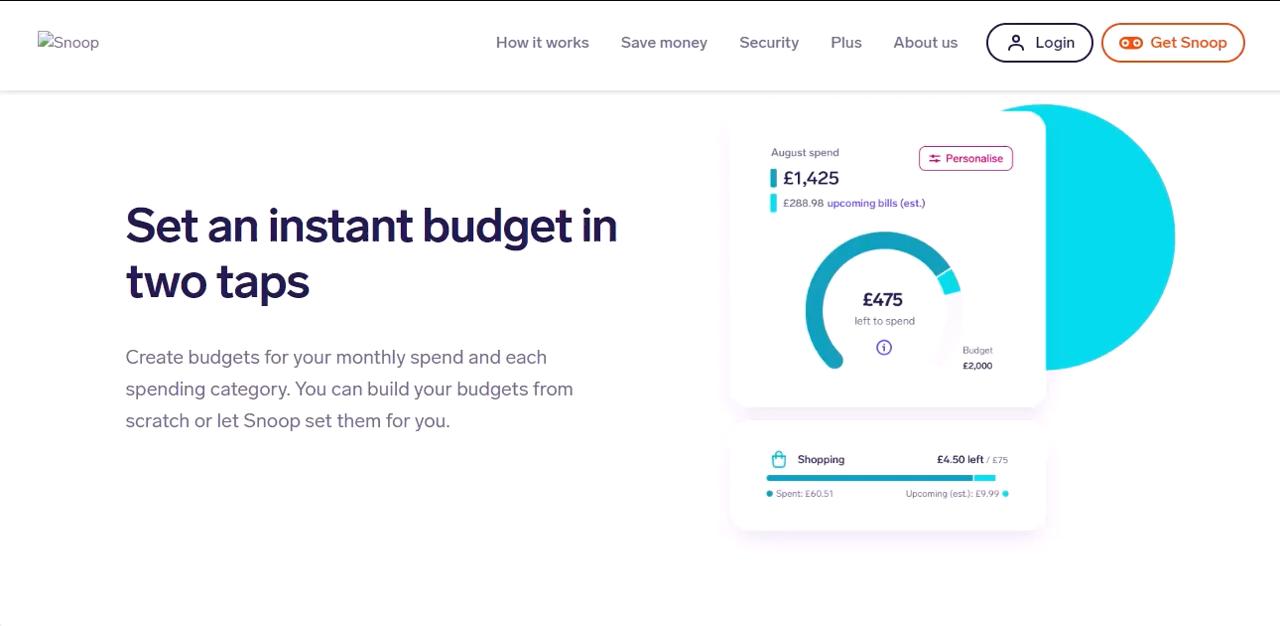 Snoop
How it works
Save money
Security
Plus
About us
Login
Get Snoop
Set an instant budget in
two taps
Create budgets for your monthly spend and each
spending category. You can build your budgets from
scratch or let Snoop set them for you.
August spend
Personalise
£1,425
£288.98 upcoming bills (est.)
£475
left to spend
Budget
£2,000
Shopping
£4.50 left / £75
Spent: £60.51
Upcoming (est.): £9.99